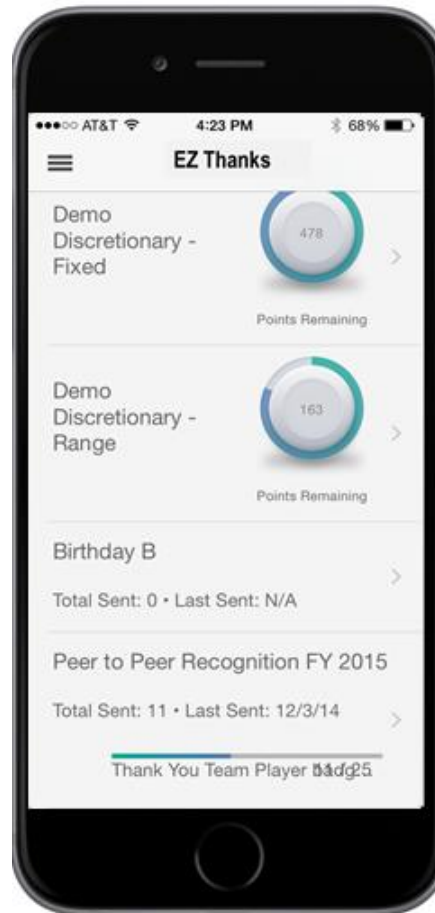 AT&T 4:23 PM 68%
EZ Thanks
Demo
Discretionary -
Fixed
478
Points Remaining
Demo
Discretionary -
Range
163
Points Remaining
Birthday B
Total Sent: 0 • Last Sent: N/A
Peer to Peer Recognition FY 2015
Total Sent: 11 • Last Sent: 12/3/14
Thank You Team Player 11 / 25